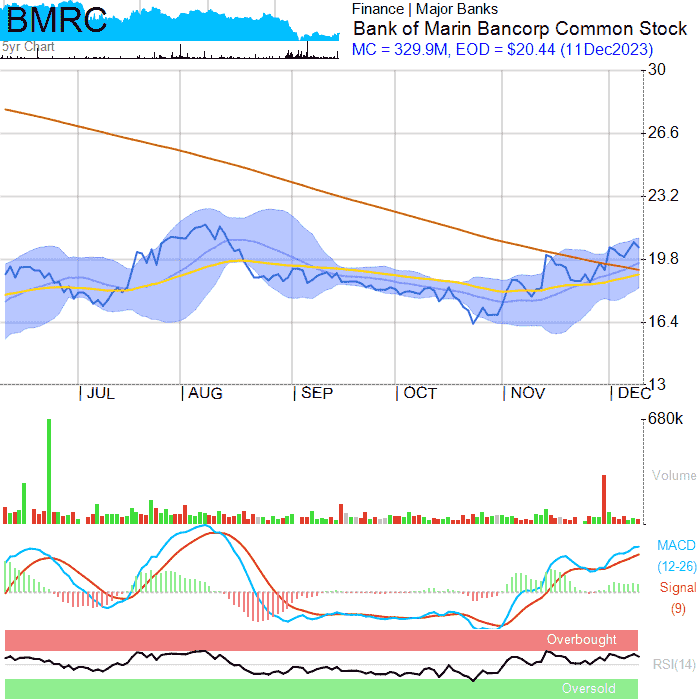 BMRC
5yr Chart
Finance | Major Banks
Bank of Marin Bancorp Common Stock
MC = 329.9M, EOD = $20.44 (11Dec2023)
30
26.6
23.2
19.8
16.4
13
JUL AUG SEP OCT NOV DEC
680k
Volume
MACD
(12-26)
Signal
(9)
Overbought
RSI(14)
Oversold